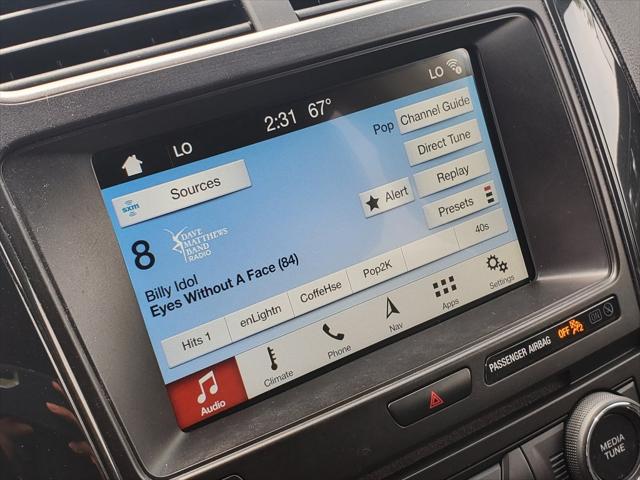 LO
2:31 67°
LO
sxm
Sources
Pop
Channel Guide
Direct Tune
Replay
Alert
Presets
8
DAVE
MATTHEWS
BAND
RADIO
Billy Idol
Eyes Without A Face (84)
Hits 1
enLightn
CoffeHse
Pop2K
40s
Audio
Climate
Phone
Nav
Apps
Settings
PASSENGER AIRBAG
OFF
2
ON
MEDIA
TUNE